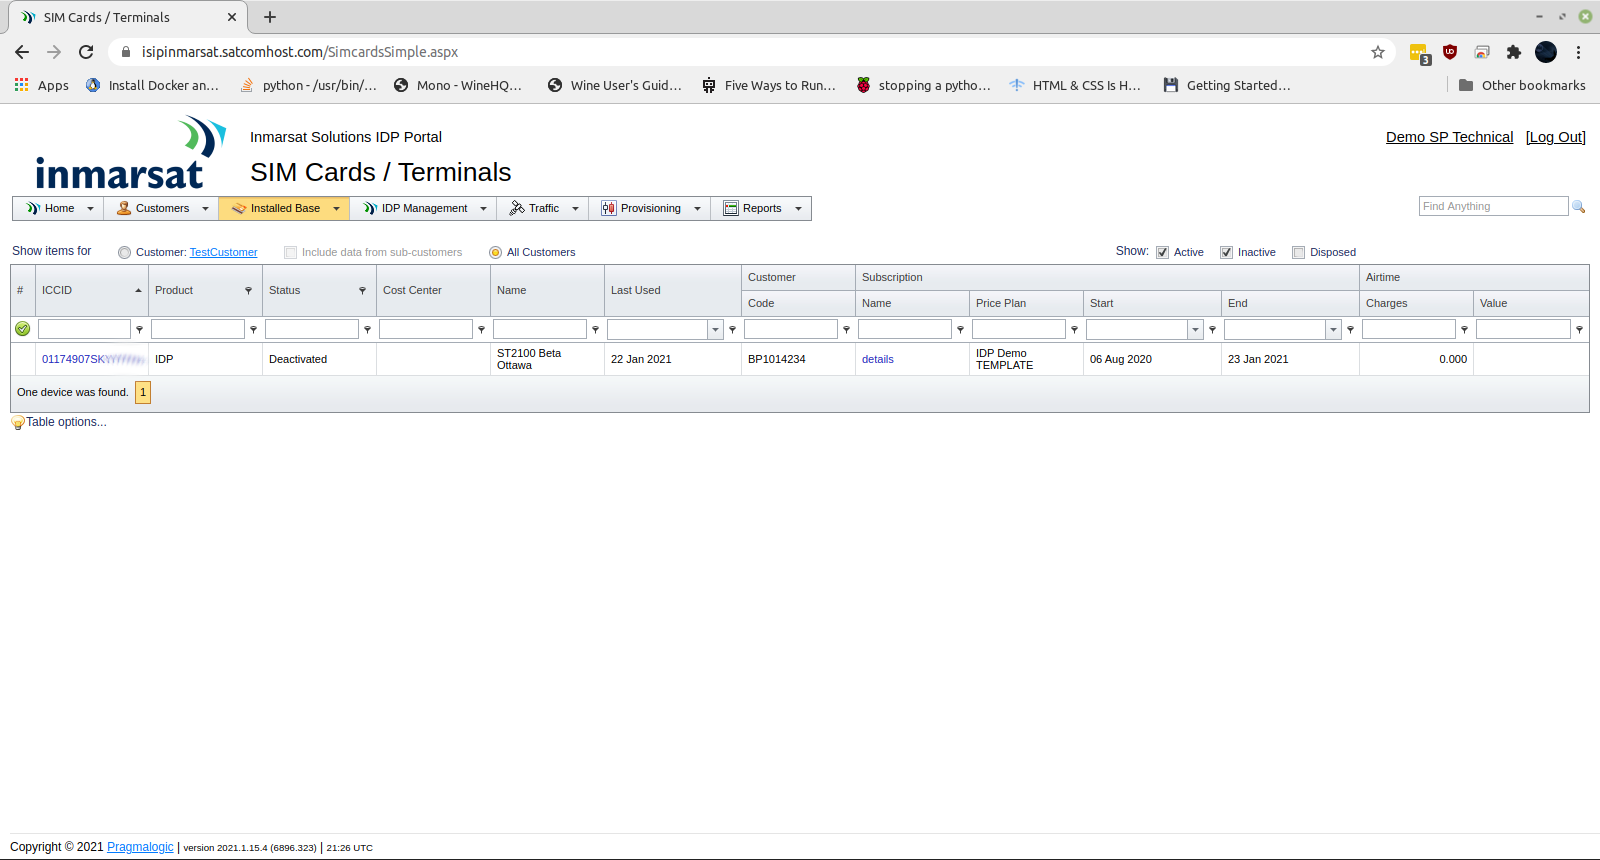 SIM Cards / Terminals
isipinmarsat.satcomhost.com/SimcardsSimple.aspx
3
Apps Install Docker an... python - /usr/bin/... Mono - WineHQ... Wine User's Guid... Five Ways to Run... stopping a pytho... HTML & CSS Is H... Getting Started... Other bookmarks
inmarsat
Inmarsat Solutions IDP Portal
Demo SP Technical [Log Out]
SIM Cards / Terminals
Home Customers Installed Base IDP Management Traffic Provisioning Reports Find Anything
Show items for Customer: TestCustomer Include data from sub-customers All Customers Show: Active Inactive Disposed
# ICCID Product Status Cost Center Name Last Used Customer Subscription Airtime
Code Name Price Plan Start End Charges Value
01174907SK IDP Deactivated ST2100 Beta Ottawa 22 Jan 2021 BP1014234 details IDP Demo TEMPLATE 06 Aug 2020 23 Jan 2021 0.000
One device was found. 1
Table options...
Copyright © 2021 Pragmalogic | version 2021.1.15.4 (6896.323) | 21:26 UTC